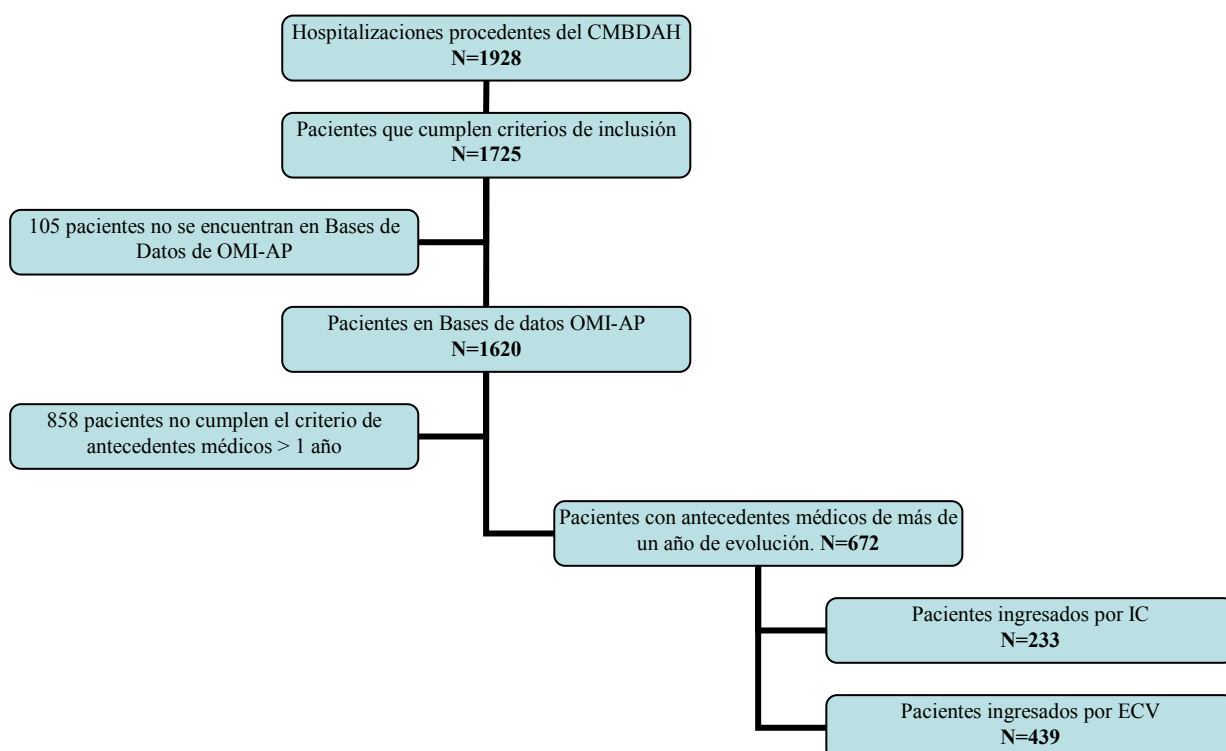 Hospitalizaciones procedentes del CMBDAH
N=1928
Pacientes que cumplen criterios de inclusión
N=1725
105 pacientes no se encuentran en Bases de
Datos de OMI-AP
Pacientes en Bases de datos OMI-AP
N=1620
858 pacientes no cumplen el criterio de
antecedentes médicos > 1 año
Pacientes con antecedentes médicos de más de
un año de evolución. N=672
Pacientes ingresados por IC
N=233
Pacientes ingresados por ECV
N=439